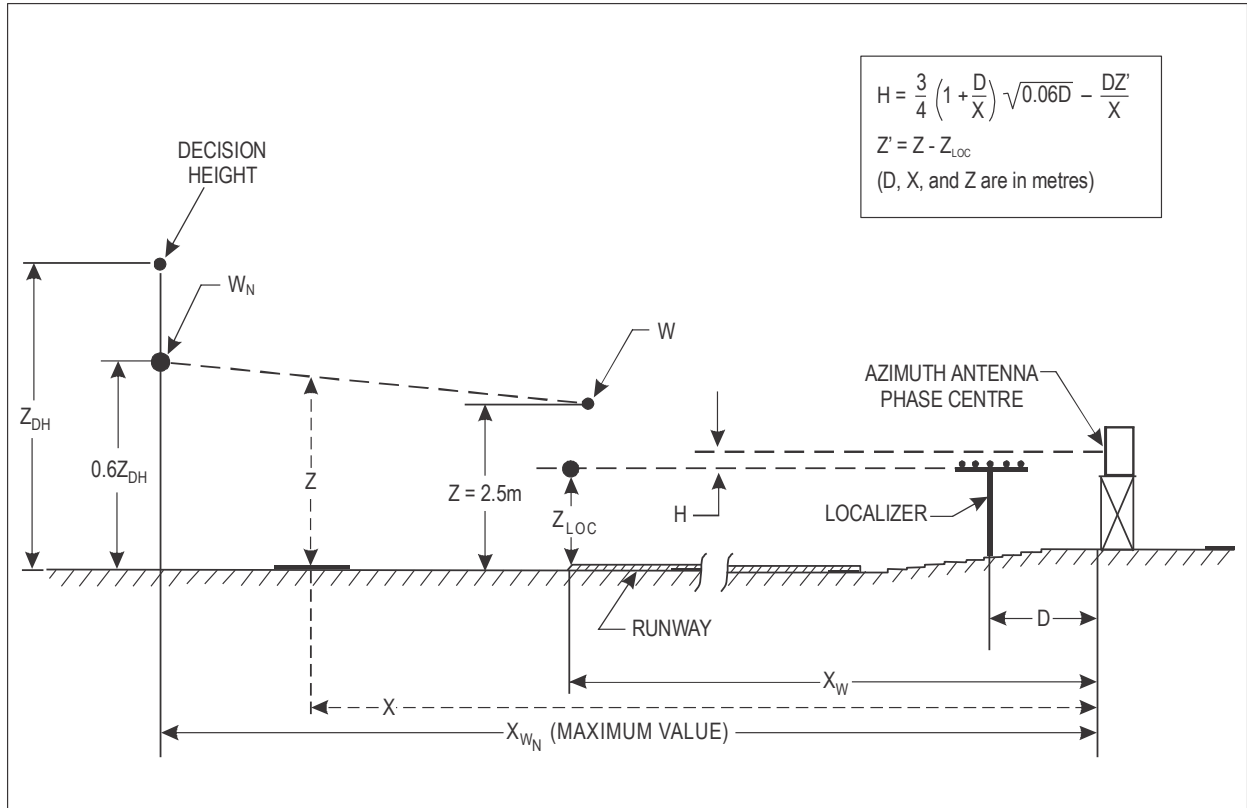 H = 3/4 (1 + D/X) √0.06D – DZ'/X
Z' = Z - Z_LOC
(D, X, and Z are in metres)
DECISION
HEIGHT
W_N
W
AZIMUTH ANTENNA
PHASE CENTRE
Z_DH
0.6Z_DH
Z
Z = 2.5m
Z_LOC
H
LOCALIZER
RUNWAY
D
X_W
X
X_W_N (MAXIMUM VALUE)